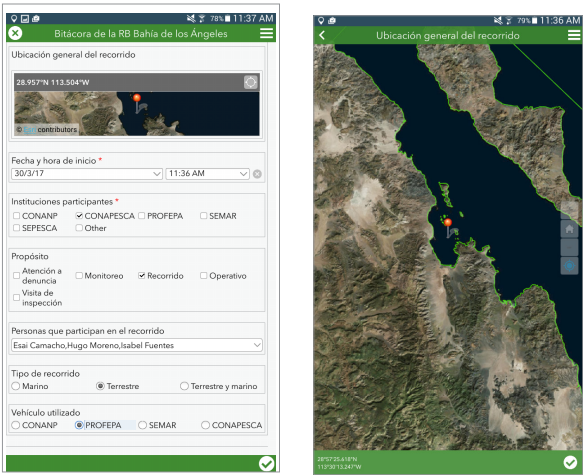 78% 11:37 AM
Bitácora de la RB Bahía de los Ángeles
Ubicación general del recorrido
28.957°N 113.504°W
© Esri contributors
Fecha y hora de inicio *
30/3/17 11:36 AM
Instituciones participantes *
CONANP CONAPESCA PROFEPA SEMAR
SEPESCA Other
Propósito
Atención a denuncia Monitoreo Recorrido Operativo
Visita de inspección
Personas que participan en el recorrido
Esai Camacho,Hugo Moreno,Isabel Fuentes
Tipo de recorrido
Marino Terrestre Terrestre y marino
Vehículo utilizado
CONANP PROFEPA SEMAR CONAPESCA
79% 11:36 AM
Ubicación general del recorrido
28°57'25.618"N
113°30'13.247"W